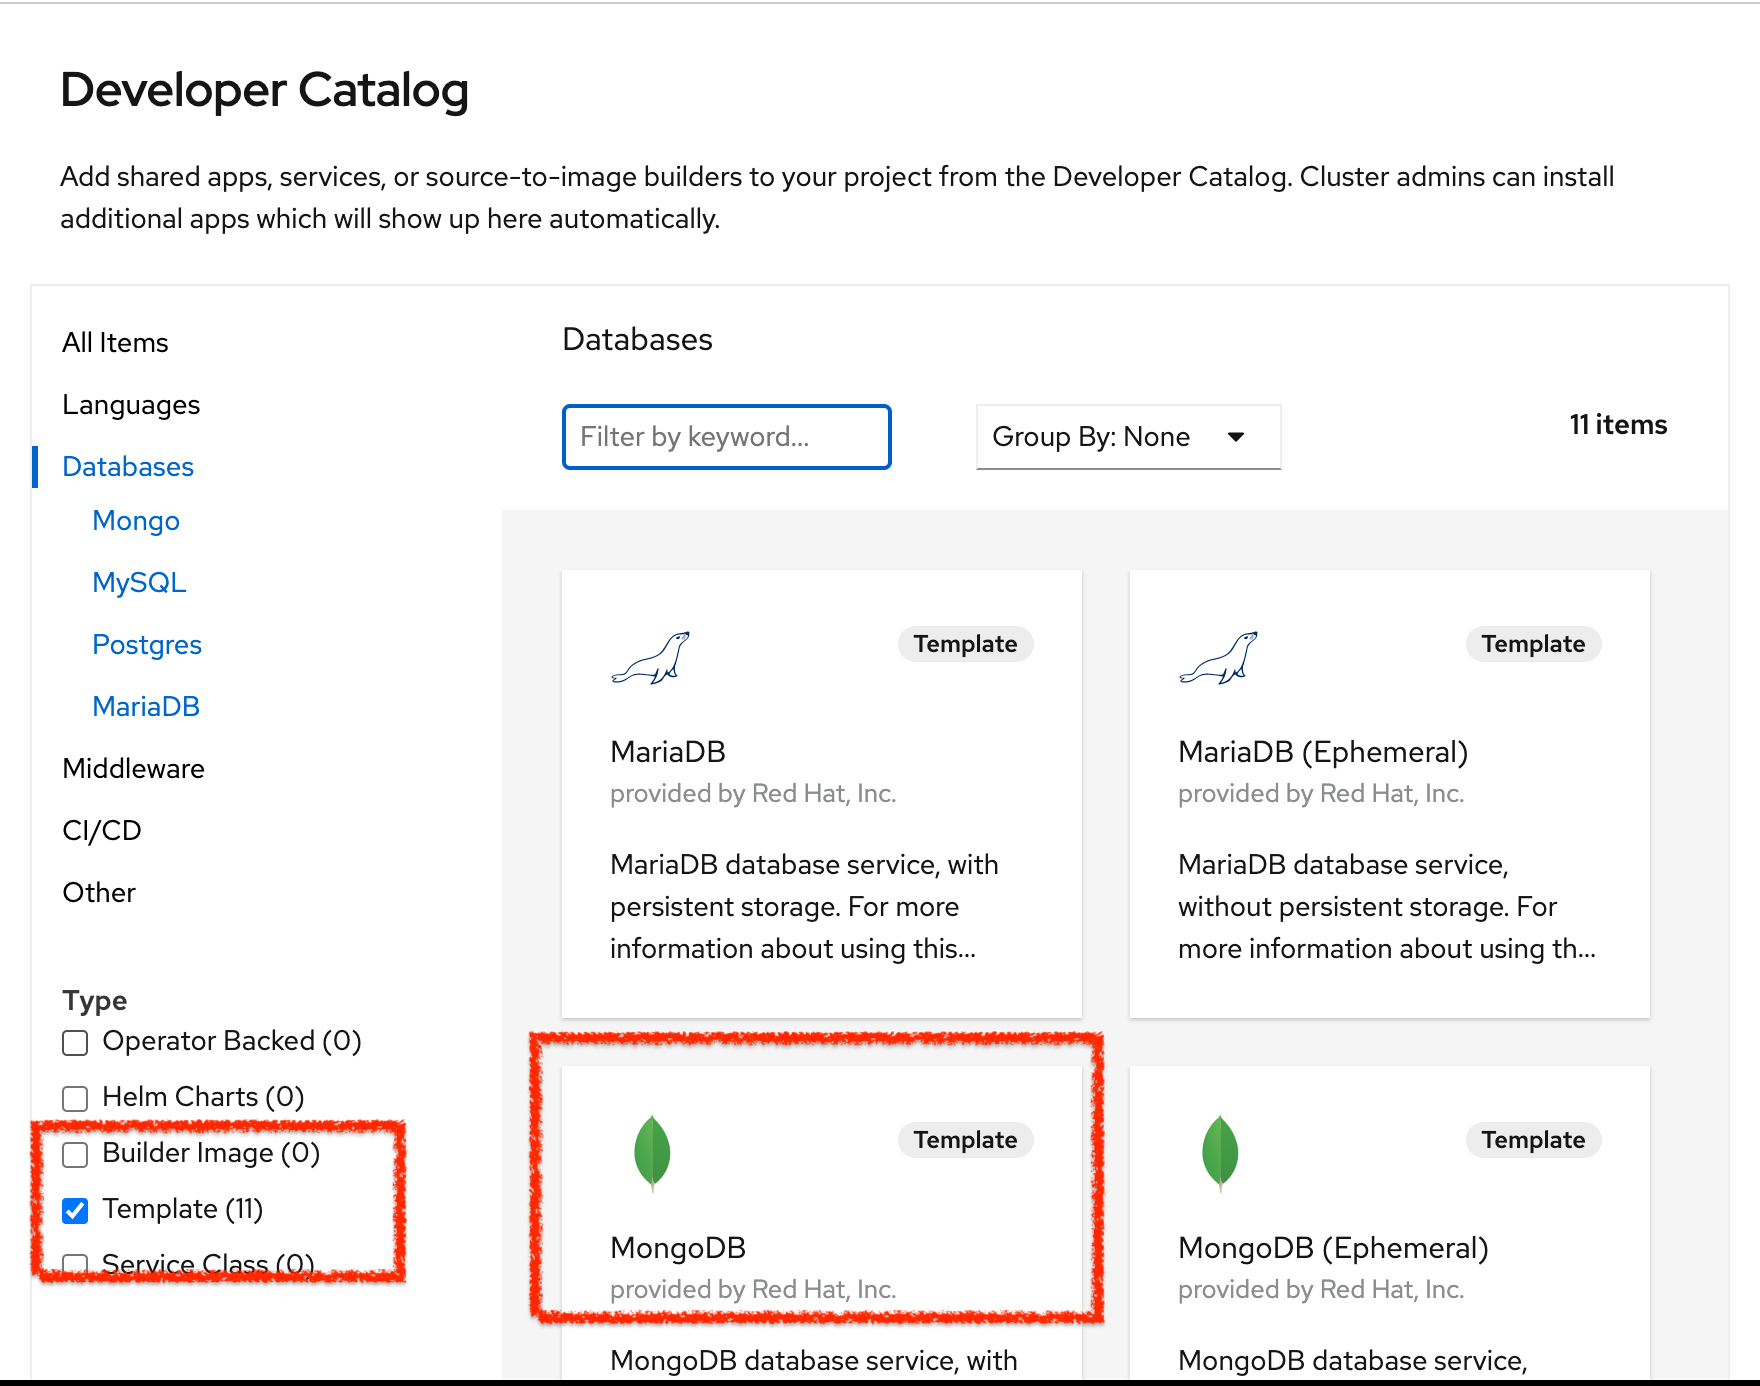 Developer Catalog
Add shared apps, services, or source-to-image builders to your project from the Developer Catalog. Cluster admins can install
additional apps which will show up here automatically.
All Items
Languages
Databases
Mongo
MySQL
Postgres
MariaDB
Middleware
CI/CD
Other
Type
Operator Backed (0)
Helm Charts (0)
Builder Image (0)
Template (11)
Service Class (0)
Databases
Filter by keyword...
Group By: None
11 items
Template
MariaDB
provided by Red Hat, Inc.
MariaDB database service, with
persistent storage. For more
information about using this...
Template
MariaDB (Ephemeral)
provided by Red Hat, Inc.
MariaDB database service,
without persistent storage. For
more information about using th...
Template
MongoDB
provided by Red Hat, Inc.
MongoDB database service, with
Template
MongoDB (Ephemeral)
provided by Red Hat, Inc.
MongoDB database service,